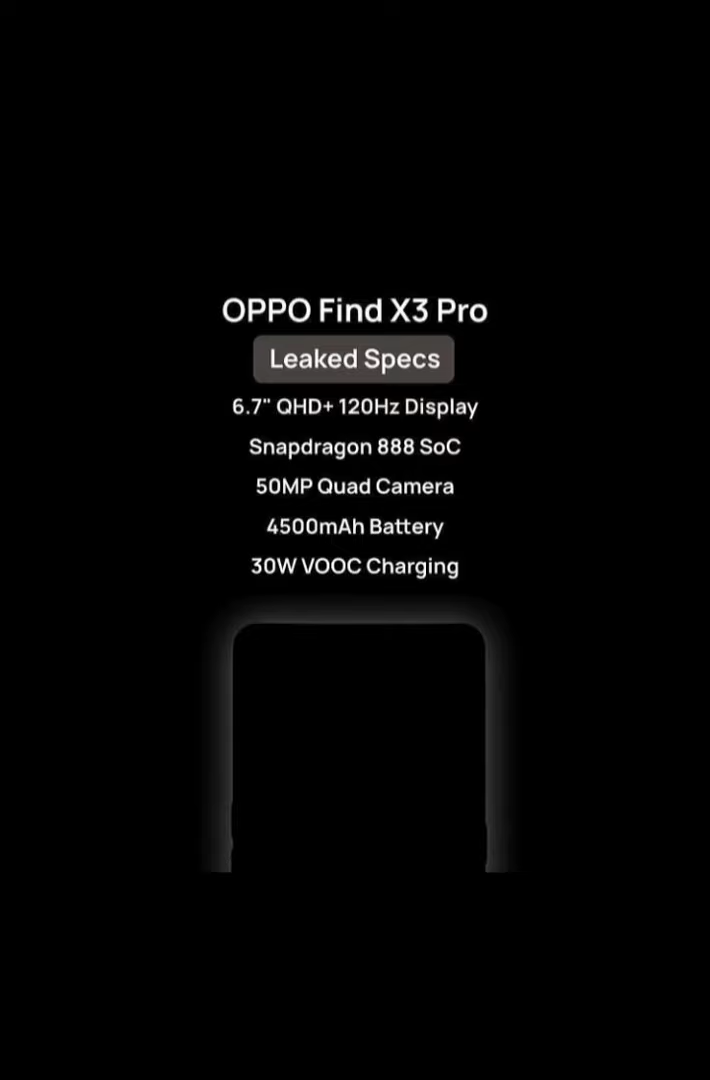 OPPO Find X3 Pro
Leaked Specs
6.7" QHD+ 120Hz Display
Snapdragon 888 SoC
50MP Quad Camera
4500mAh Battery
30W VOOC Charging